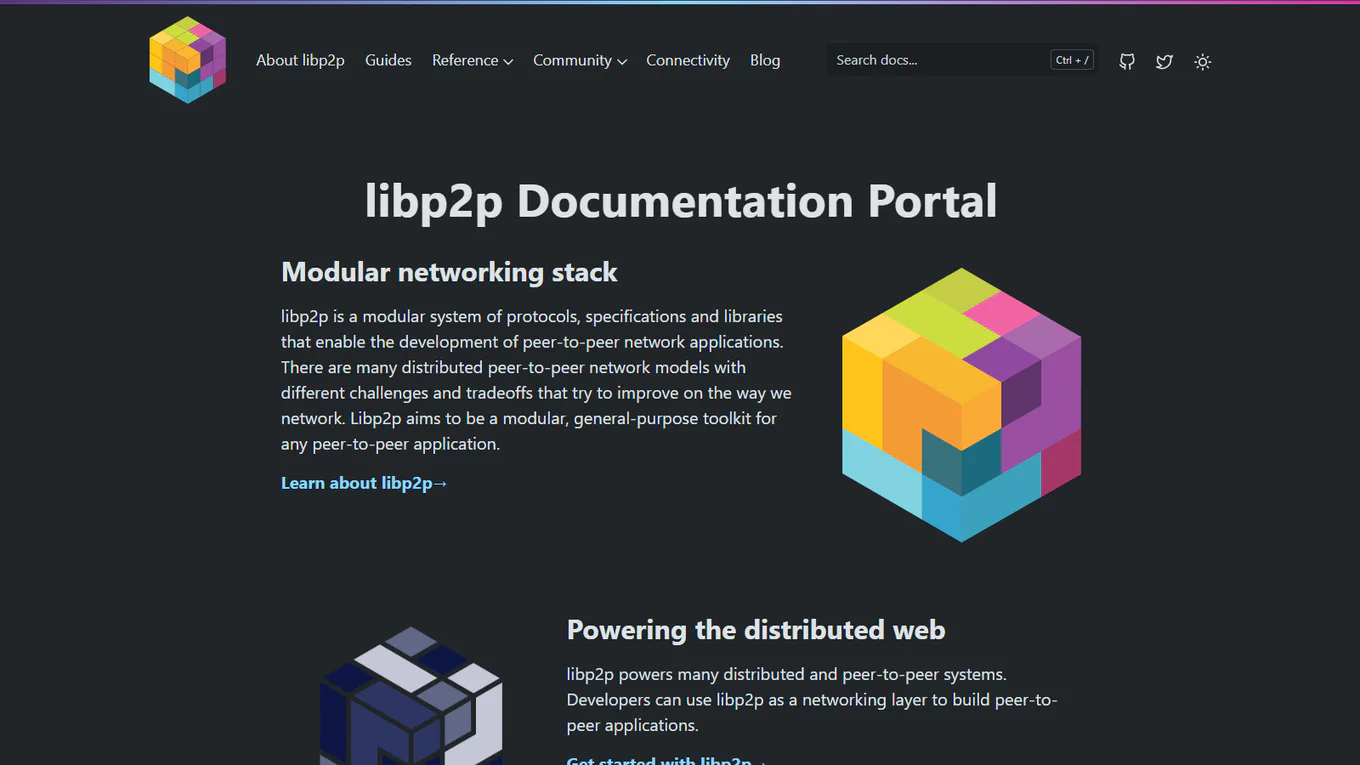 About libp2p Guides Reference Community Connectivity Blog Search docs... Ctrl + /
libp2p Documentation Portal
Modular networking stack
libp2p is a modular system of protocols, specifications and libraries
that enable the development of peer-to-peer network applications.
There are many distributed peer-to-peer network models with
different challenges and tradeoffs that try to improve on the way we
network. Libp2p aims to be a modular, general-purpose toolkit for
any peer-to-peer application.
Learn about libp2p→
Powering the distributed web
libp2p powers many distributed and peer-to-peer systems.
Developers can use libp2p as a networking layer to build peer-to-
peer applications.
Get started with libp2p→